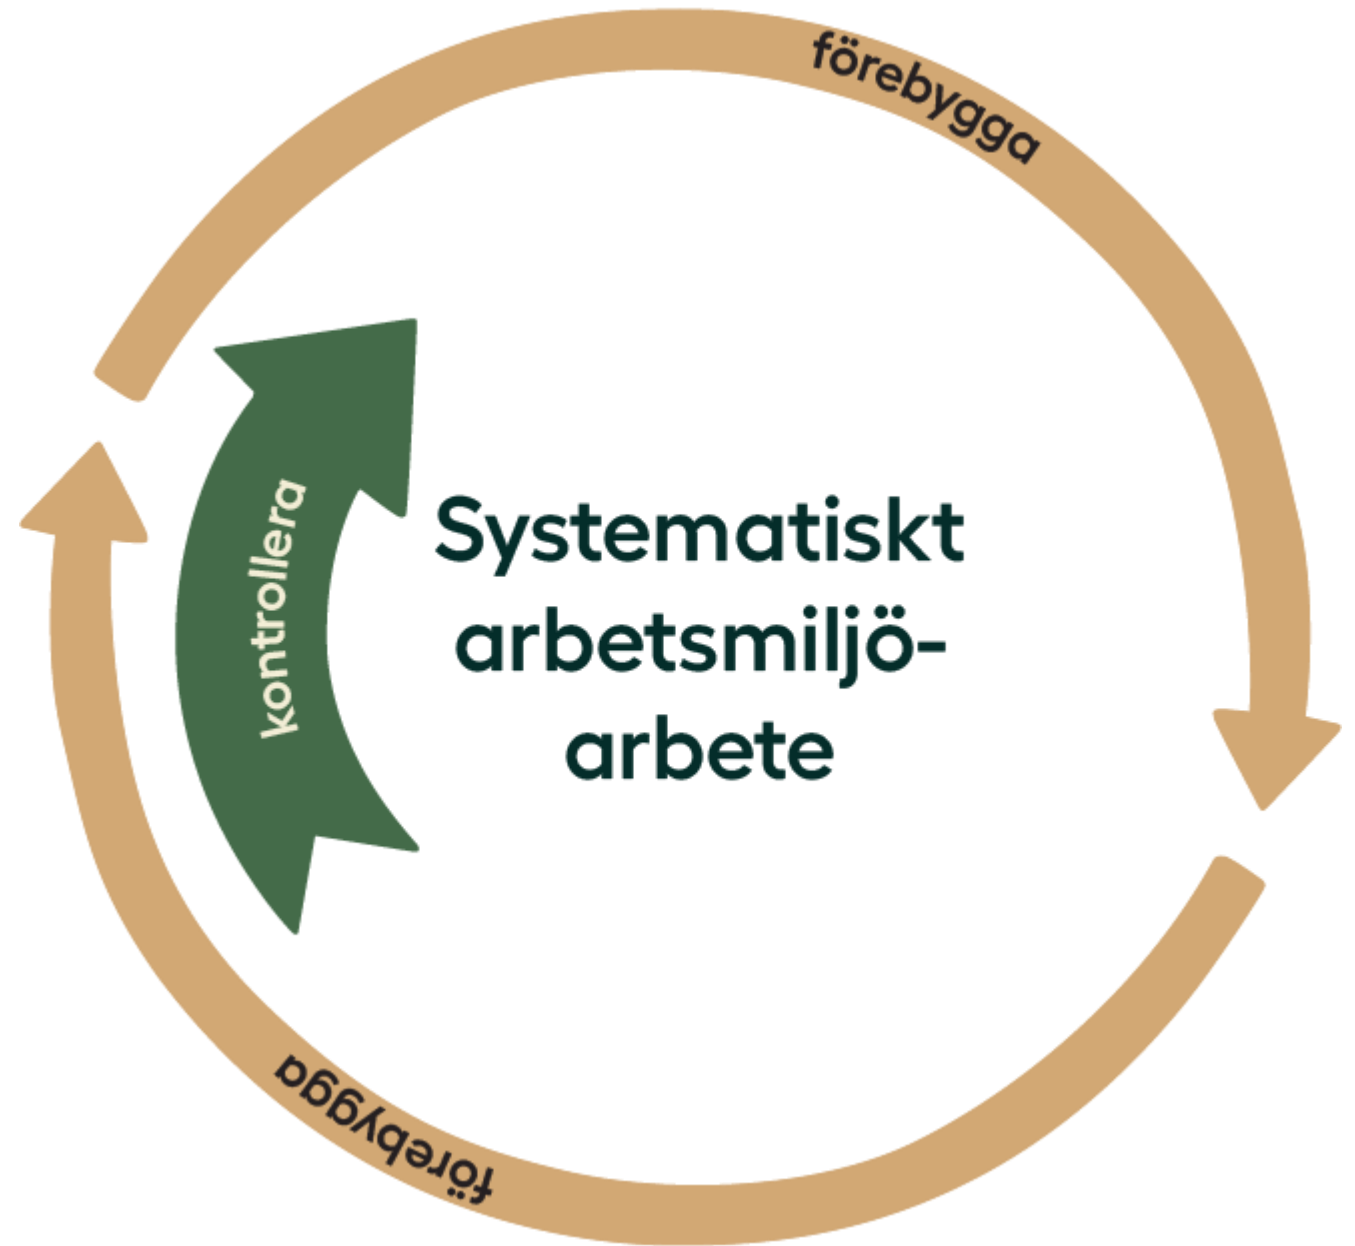 förebygga
kontrollera
Systematiskt
arbetsmiljö-
arbete
förebygga